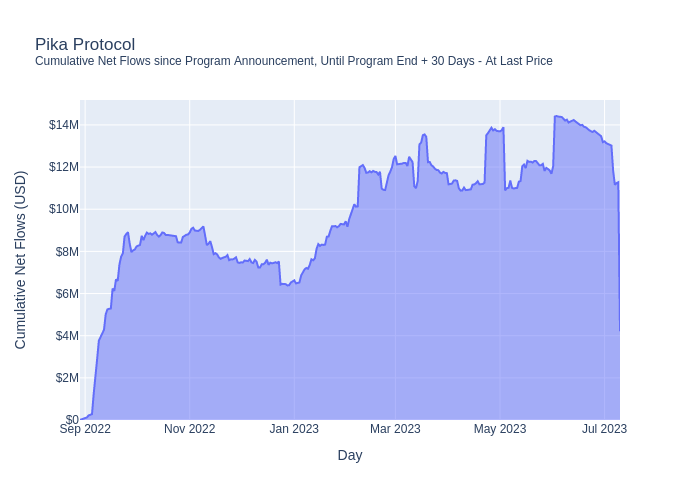 Pika Protocol
Cumulative Net Flows since Program Announcement, Until Program End + 30 Days - At Last Price
Cumulative Net Flows (USD)
$14M
$12M
$10M
$8M
$6M
$4M
$2M
$0
Sep 2022 Nov 2022 Jan 2023 Mar 2023 May 2023 Jul 2023
Day